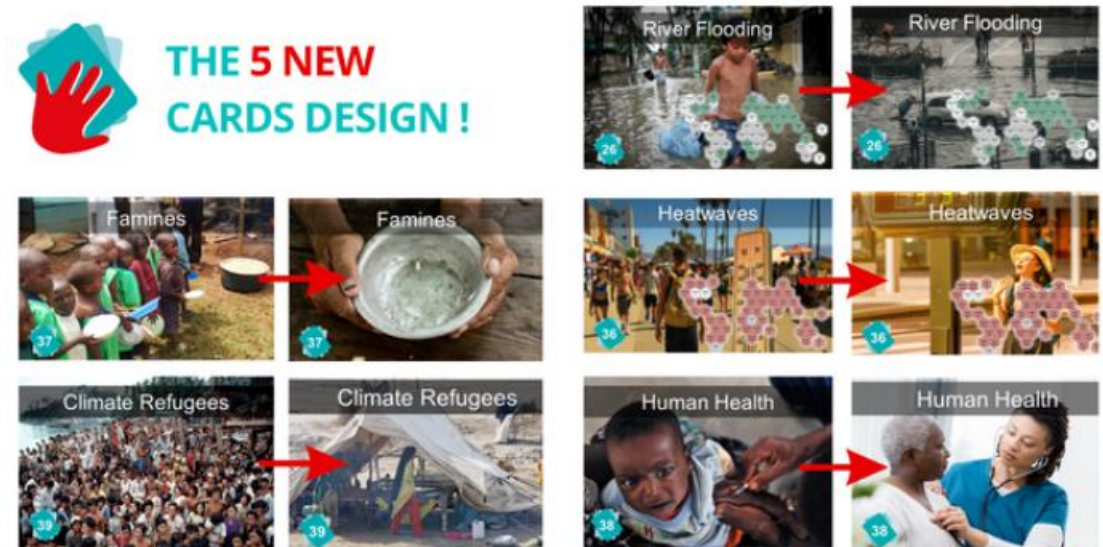 THE 5 NEW
CARDS DESIGN !
River Flooding
26
River Flooding
26
Famines
37
Famines
37
Heatwaves
36
Heatwaves
36
Climate Refugees
39
Climate Refugees
39
Human Health
38
Human Health
38